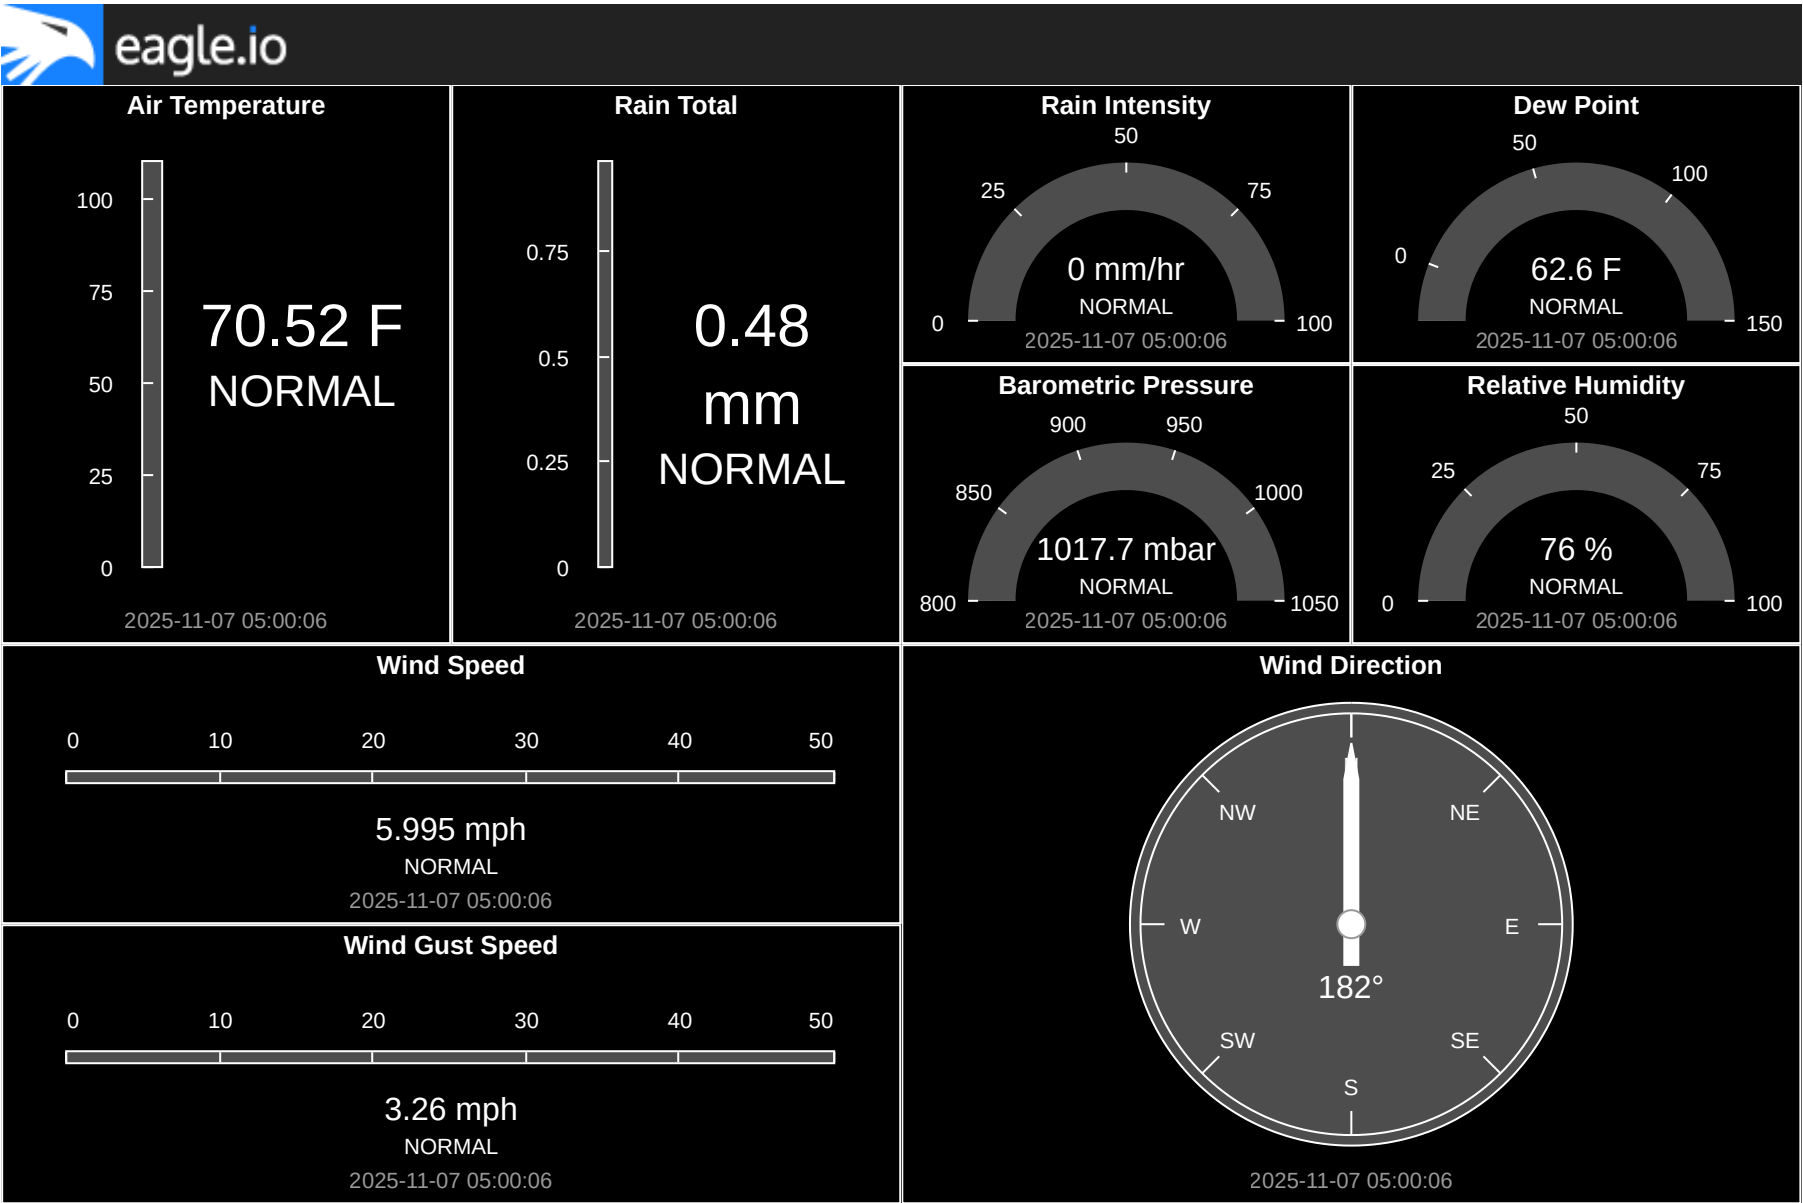 eagle.io
Air Temperature
100
75
50
25
0
70.52 F
NORMAL
2025-11-07 05:00:06
Rain Total
0.75
0.5
0.25
0
0.48
mm
NORMAL
2025-11-07 05:00:06
Rain Intensity
50
25
75
0 mm/hr
NORMAL
0
100
2025-11-07 05:00:06
Dew Point
50
100
0
62.6 F
NORMAL
150
2025-11-07 05:00:06
Barometric Pressure
900
950
850
1000
1017.7 mbar
NORMAL
800
1050
2025-11-07 05:00:06
Relative Humidity
50
25
75
76 %
NORMAL
0
100
2025-11-07 05:00:06
Wind Speed
0 10 20 30 40 50
5.995 mph
NORMAL
2025-11-07 05:00:06
Wind Gust Speed
0 10 20 30 40 50
3.26 mph
NORMAL
2025-11-07 05:00:06
Wind Direction
NW
NE
W
E
182°
SW
SE
S
2025-11-07 05:00:06